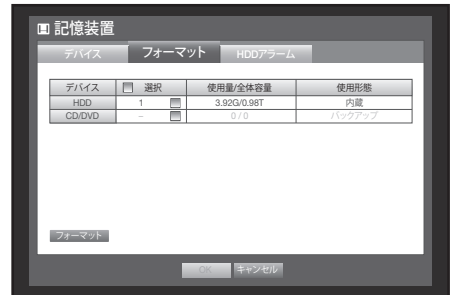 記憶装置
デバイス フォーマット HDDアラーム
デバイス 選択 使用量/全体容量 使用形態
HDD 1 3.92G/0.98T 内蔵
CD/DVD – 0 / 0 バックアップ
フォーマット
OK キャンセル